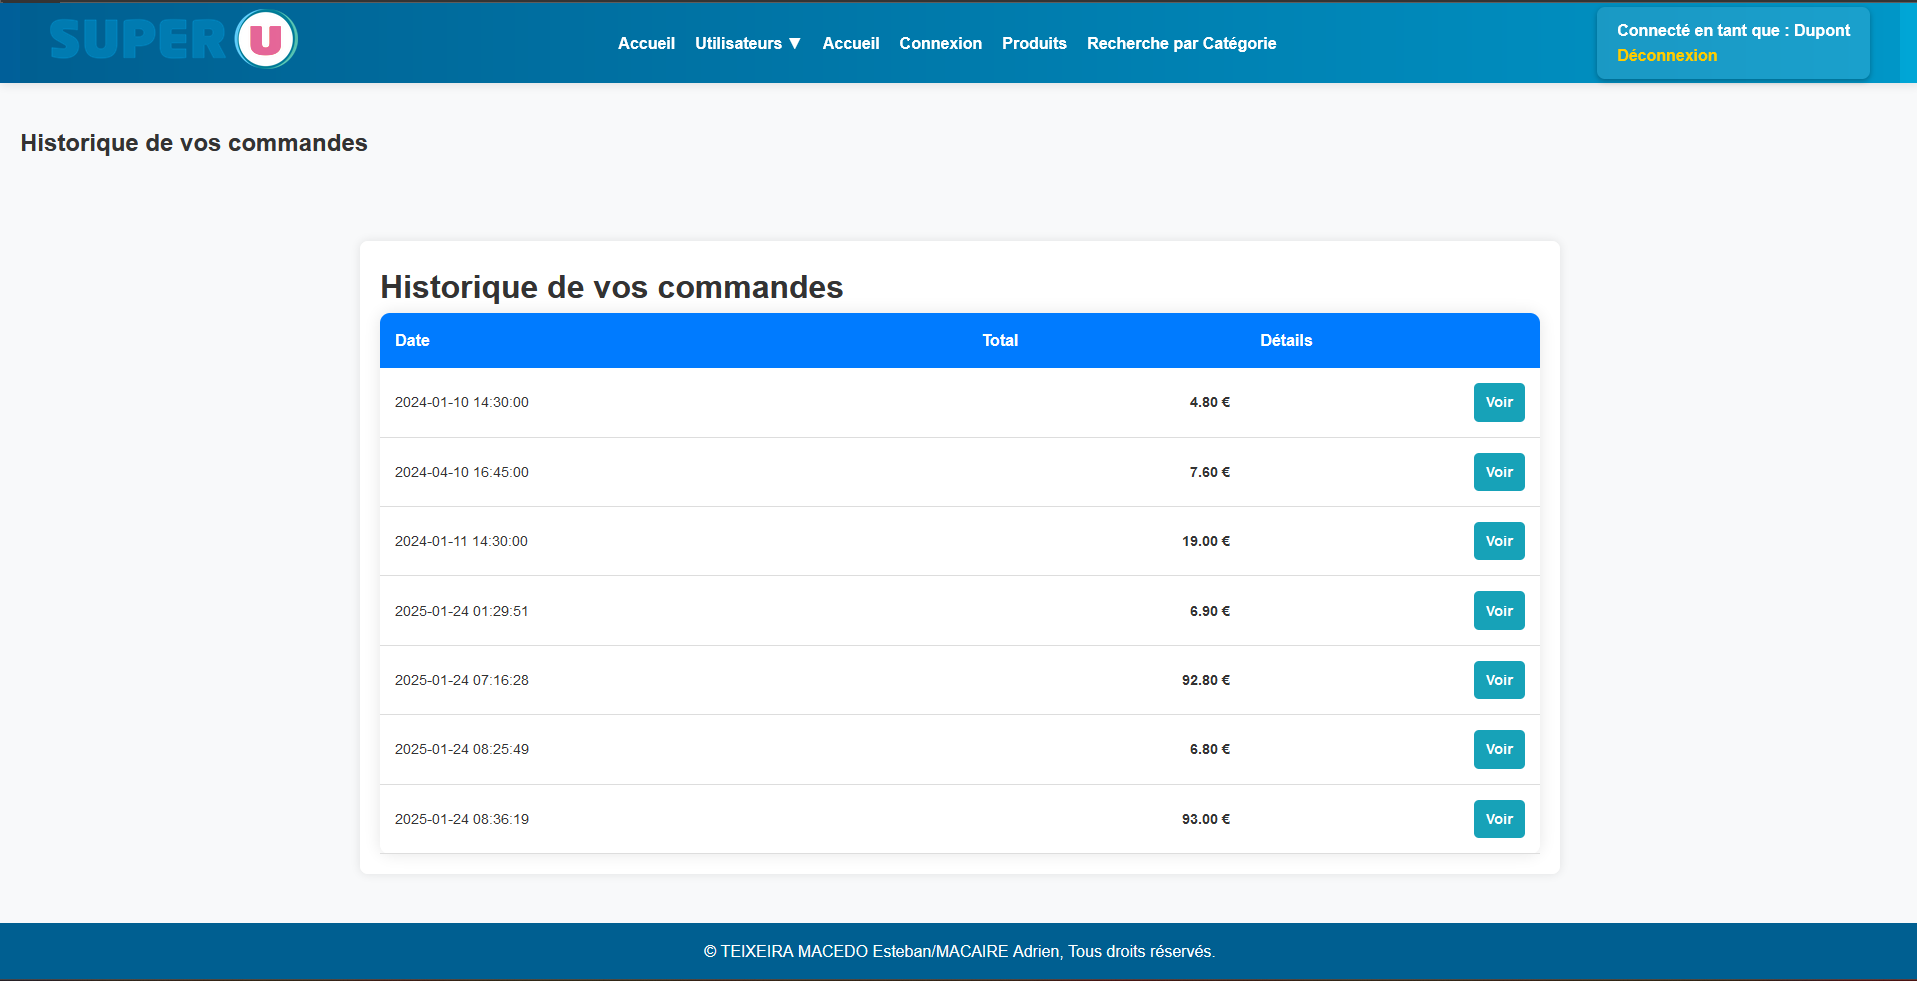 SUPER U
Accueil Utilisateurs ▼ Accueil Connexion Produits Recherche par Catégorie
Connecté en tant que : Dupont
Déconnexion
Historique de vos commandes
Historique de vos commandes
Date Total Détails
2024-01-10 14:30:00 4.80 € Voir
2024-04-10 16:45:00 7.60 € Voir
2024-01-11 14:30:00 19.00 € Voir
2025-01-24 01:29:51 6.90 € Voir
2025-01-24 07:16:28 92.80 € Voir
2025-01-24 08:25:49 6.80 € Voir
2025-01-24 08:36:19 93.00 € Voir
© TEIXEIRA MACEDO Esteban/MACAIRE Adrien, Tous droits réservés.